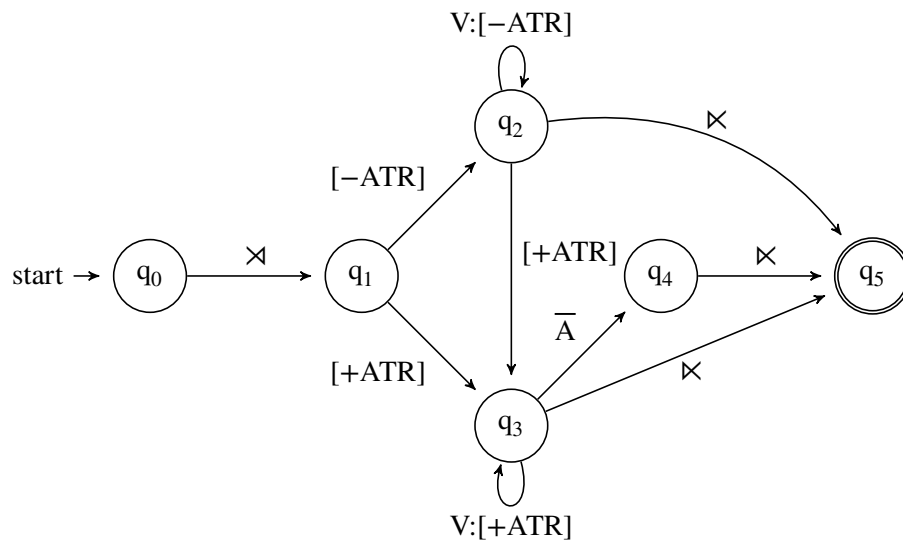 V:[−ATR]
q2
⋉
[−ATR]
start
q0
⋊
q1
[+ATR]
q4
⋉
q5
A̅
[+ATR]
⋉
q3
V:[+ATR]